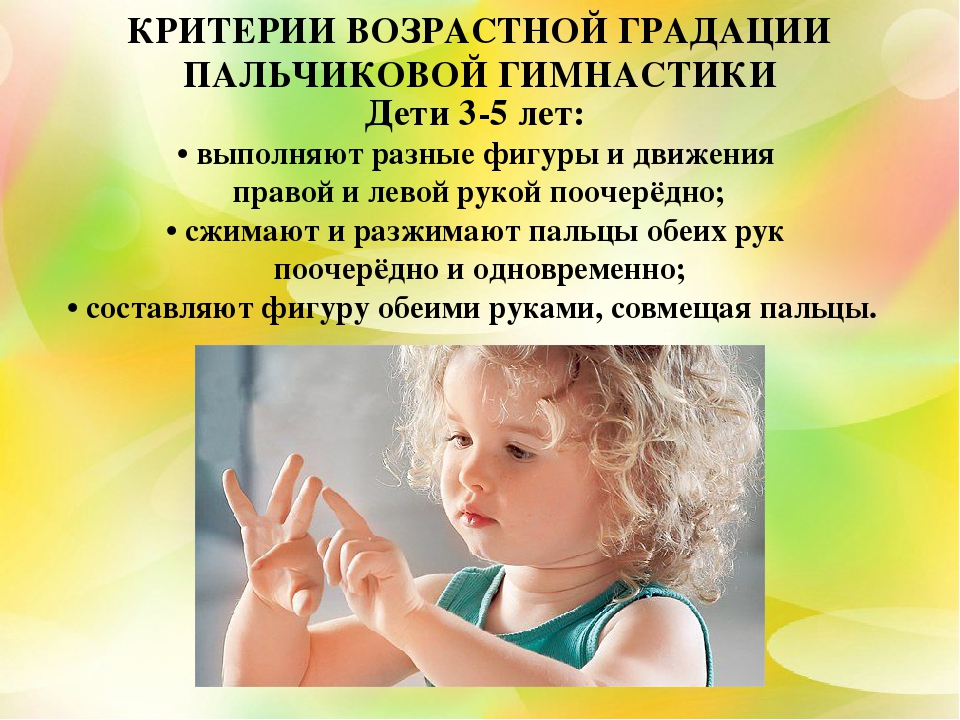 КРИТЕРИИ ВОЗРАСТНОЙ ГРАДАЦИИ
ПАЛЬЧИКОВОЙ ГИМНАСТИКИ
Дети 3-5 лет:
• выполняют разные фигуры и движения
правой и левой рукой поочерёдно;
• сжимают и разжимают пальцы обеих рук
поочерёдно и одновременно;
• составляют фигуру обеими руками, совмещая пальцы.